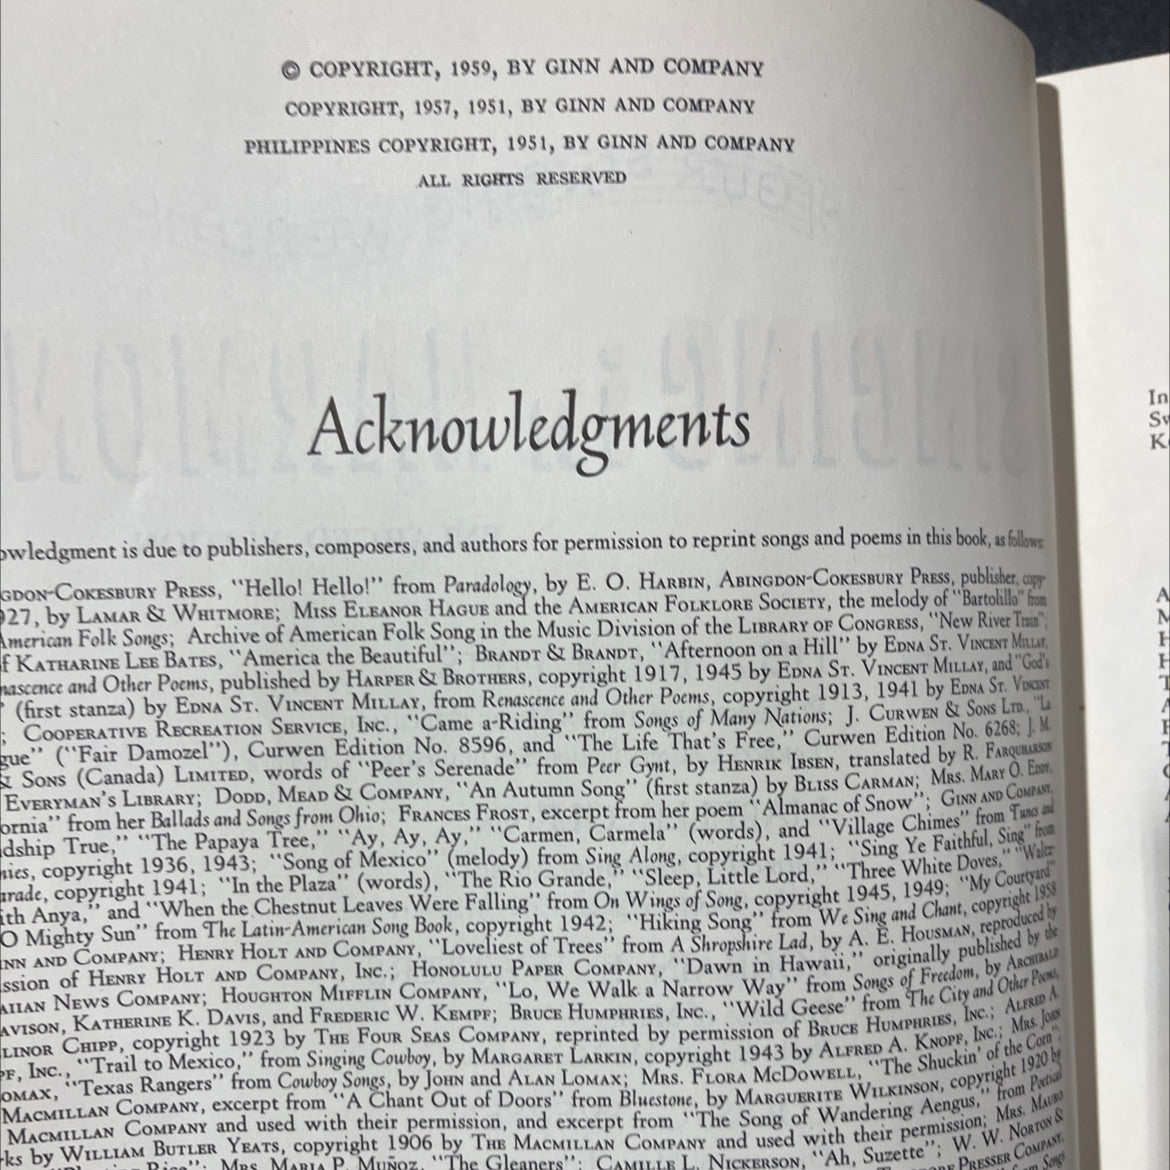 © COPYRIGHT, 1959, BY GINN AND COMPANY
COPYRIGHT, 1957, 1951, BY GINN AND COMPANY
PHILIPPINES COPYRIGHT, 1951, BY GINN AND COMPANY
ALL RIGHTS RESERVED
Acknowledgments
owledgment is due to publishers, composers, and authors for permission to reprint songs and poems in this book, as follows:
GDON-COKESBURY PRESS, "Hello! Hello!" from Paradology, by E. O. HARBIN, ABINGDON-COKESBURY PRESS, publisher, copy-
927, by LAMAR & WHITMORE; MISS ELEANOR HAGUE and the AMERICAN FOLKLORE SOCIETY, the melody of "Bartolillo" from
American Folk Songs; Archive of American Folk Song in the Music Division of the LIBRARY OF CONGRESS, "New River Train";
f KATHARINE LEE BATES, "America the Beautiful"; BRANDT & BRANDT, "Afternoon on a Hill" by EDNA ST. VINCENT MILLAY,
nascence and Other Poems, published by HARPER & BROTHERS, copyright 1917, 1945 by EDNA ST. VINCENT MILLAY, and "God's
" (first stanza) by EDNA ST. VINCENT MILLAY, from Renascence and Other Poems, copyright 1913, 1941 by EDNA ST. VINCENT
; COOPERATIVE RECREATION SERVICE, INC., "Came a-Riding" from Songs of Many Nations; J. CURWEN & SONS LTD., "La
gue" ("Fair Damozel"), Curwen Edition No. 8596, and "The Life That's Free," Curwen Edition No. 6268; J. M.
& SONS (Canada) LIMITED, words of "Peer's Serenade" from Peer Gynt, by HENRIK IBSEN, translated by R. FARQUHARSON
EVERYMAN'S LIBRARY; DODD, MEAD & COMPANY, "An Autumn Song" (first stanza) by BLISS CARMAN; MRS. MARY O. EDDY,
ornia" from her Ballads and Songs from Ohio; FRANCES FROST, excerpt from her poem "Almanac of Snow"; GINN AND COMPANY,
dship True," "The Papaya Tree," "Ay, Ay, Ay," "Carmen, Carmela" (words), and "Village Chimes" from Tunes and
nies, copyright 1936, 1943; "Song of Mexico" (melody) from Sing Along, copyright 1941; "Sing Ye Faithful, Sing" from
arade, copyright 1941; "In the Plaza" (words), "The Rio Grande," "Sleep, Little Lord," "Three White Doves," "Waltz
ith Anya," and "When the Chestnut Leaves Were Falling" from On Wings of Song, copyright 1945, 1949; "My Courtyard"
O Mighty Sun" from The Latin-American Song Book, copyright 1942; "Hiking Song" from We Sing and Chant, copyright 1958
INN AND COMPANY; HENRY HOLT AND COMPANY, "Loveliest of Trees" from A Shropshire Lad, by A. E. HOUSMAN, reproduced by
ssion of HENRY HOLT AND COMPANY, INC.; HONOLULU PAPER COMPANY, "Dawn in Hawaii," originally published by the
AIIAN NEWS COMPANY; HOUGHTON MIFFLIN COMPANY, "Lo, We Walk a Narrow Way" from Songs of Freedom, by ARCHIBALD
AVISON, KATHERINE K. DAVIS, and FREDERIC W. KEMPF; BRUCE HUMPHRIES, INC., "Wild Geese" from The City and Other Poems,
LINOR CHIPP, copyright 1923 by THE FOUR SEAS COMPANY, reprinted by permission of BRUCE HUMPHRIES, INC.; ALFRED A.
PF, INC., "Trail to Mexico," from Singing Cowboy, by MARGARET LARKIN, copyright 1943 by ALFRED A. KNOPF, INC.; MRS. JOHN
OMAX, "Texas Rangers" from Cowboy Songs, by JOHN and ALAN LOMAX; MRS. FLORA MCDOWELL, "The Shuckin' of the Corn";
MACMILLAN COMPANY, excerpt from "A Chant Out of Doors" from Bluestone, by MARGUERITE WILKINSON, copyright 1920 by
MACMILLAN COMPANY and used with their permission, and excerpt from "The Song of Wandering Aengus," from Poetical
ks by WILLIAM BUTLER YEATS, copyright 1906 by THE MACMILLAN COMPANY and used with their permission; MRS. MAURO
MRS. MARIA P. MUÑOZ, "The Gleaners"; CAMILLE L. NICKERSON, "Ah, Suzette"; W. W. NORTON &
PRESSER COMPANY,
In
Sw
K